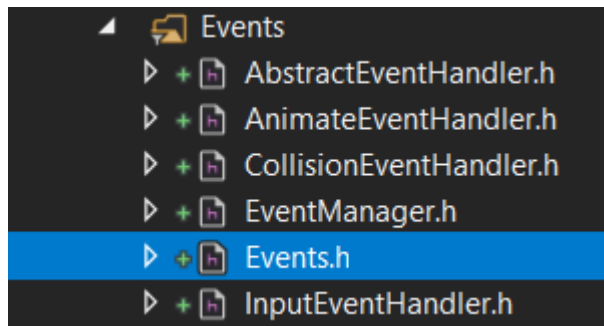 Events
AbstractEventHandler.h
AnimateEventHandler.h
CollisionEventHandler.h
EventManager.h
Events.h
InputEventHandler.h